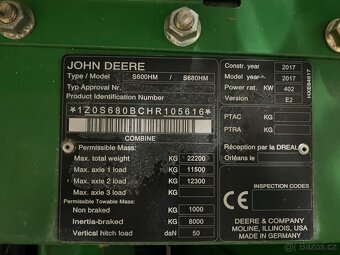 JOHN DEERE
Type / Model S600HM / S680HM
Typ Approval Nr.
Product Identification Number
*1Z0S680BCHR105616*
COMBINE
Permissible Mass:
Max. total weight KG 22200
Max. axle 1 load KG 11500
Max. axle 2 load KG 12300
Max. axle 3 load KG
Permissible Towable Mass:
Non braked KG 1000
Inertia-braked KG 8000
Vertical hitch load daN 50
Constr. year 2017
Model year 2017
Power rat. KW 402
Version E2
PTAC KG
PTRA KG
Réception par la DREAL
Orléans le
CE
INSPECTION CODES
DEERE & COMPANY
MOLINE, ILLINOIS, USA
MADE IN GERMANY
bazos.cz